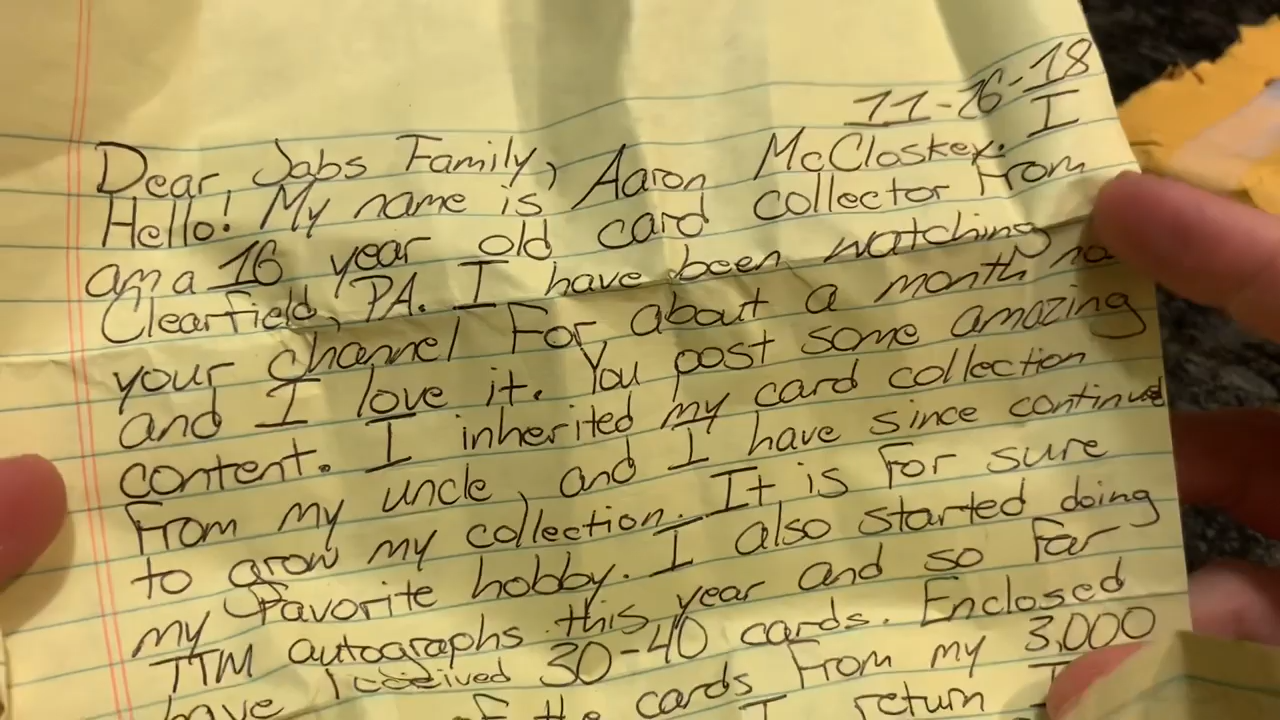 11-26-18
Dear, Jabs Family,
Hello! My name is Aaron McCloskey. I
am a 16 year old card collector From
Clearfield, PA. I have been watching
your channel For about a month
and I love it. You post some amazing
content. I inherited my card collection
From my uncle, and I have since continued
to grow my collection. It is For sure
my Favorite hobby. I also started doing
TTM autographs this year and so Far
have received 30-40 cards. Enclosed
cards From my 3,000
I return